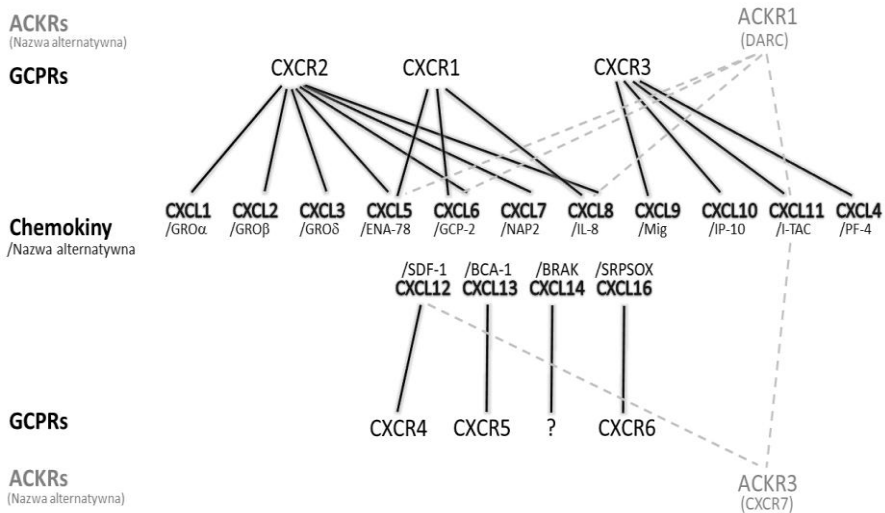 ACKRs
(Nazwa alternatywna)
ACKR1
(DARC)
GCPRs
CXCR2 CXCR1 CXCR3
Chemokiny
/Nazwa alternatywna
CXCL1 CXCL2 CXCL3 CXCL5 CXCL6 CXCL7 CXCL8 CXCL9 CXCL10 CXCL11 CXCL4
/GROα /GROβ /GROδ /ENA-78 /GCP-2 /NAP2 /IL-8 /Mig /IP-10 /I-TAC /PF-4
/SDF-1 /BCA-1 /BRAK /SRPSOX
CXCL12 CXCL13 CXCL14 CXCL16
GCPRs
CXCR4 CXCR5 ? CXCR6
ACKRs
(Nazwa alternatywna)
ACKR3
(CXCR7)